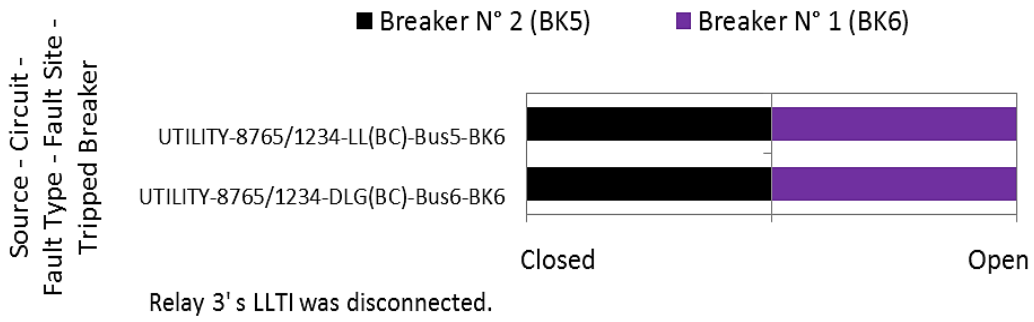 Breaker N° 2 (BK5)
Breaker N° 1 (BK6)
Source - Circuit -
Fault Type - Fault Site -
Tripped Breaker
UTILITY-8765/1234-LL(BC)-Bus5-BK6
UTILITY-8765/1234-DLG(BC)-Bus6-BK6
Closed
Open
Relay 3' s LLTI was disconnected.